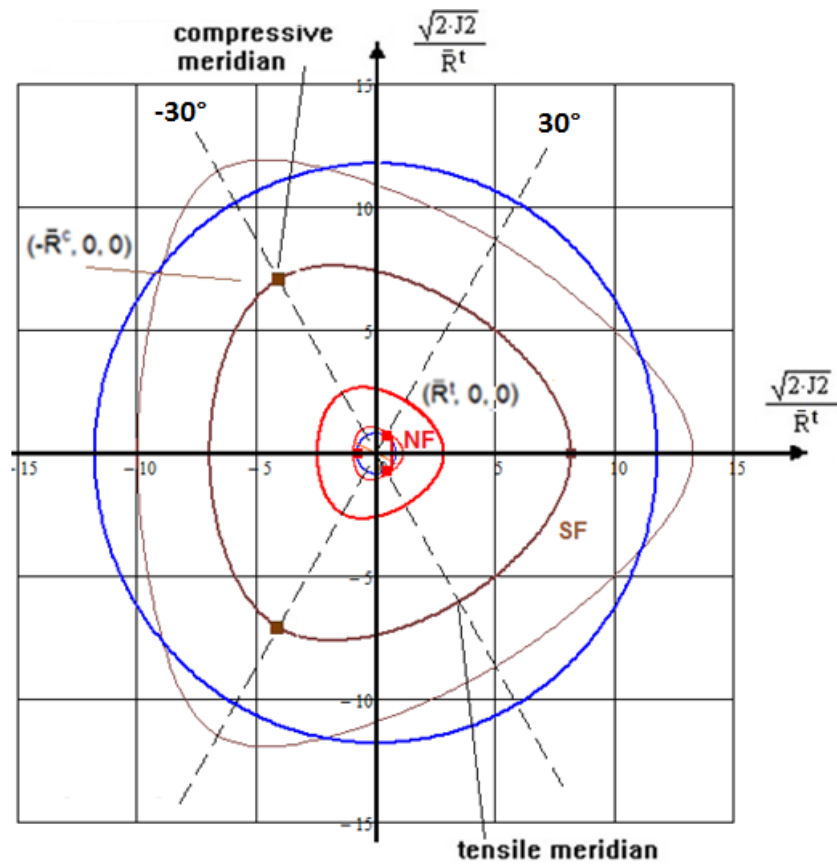 compressive
meridian
√2·J2
R̄ᵗ
15
-30°
30°
10
(-R̄ᶜ, 0, 0)
5
(R̄ᵗ, 0, 0)
NF
√2·J2
R̄ᵗ
-15
-10
-5
0
5
10
15
SF
-5
-10
-15
tensile meridian